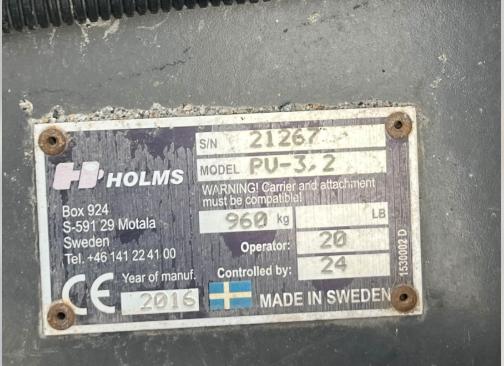 HOLMS
Box 924
S-591 29 Motala
Sweden
Tel. +46 141 22 41 00
CE
Year of manuf.
2016
S/N 21267
MODEL PV-3,2
WARNING! Carrier and attachment
must be compatible!
960 kg LB
Operator: 20
Controlled by: 24
MADE IN SWEDEN
1530002 D